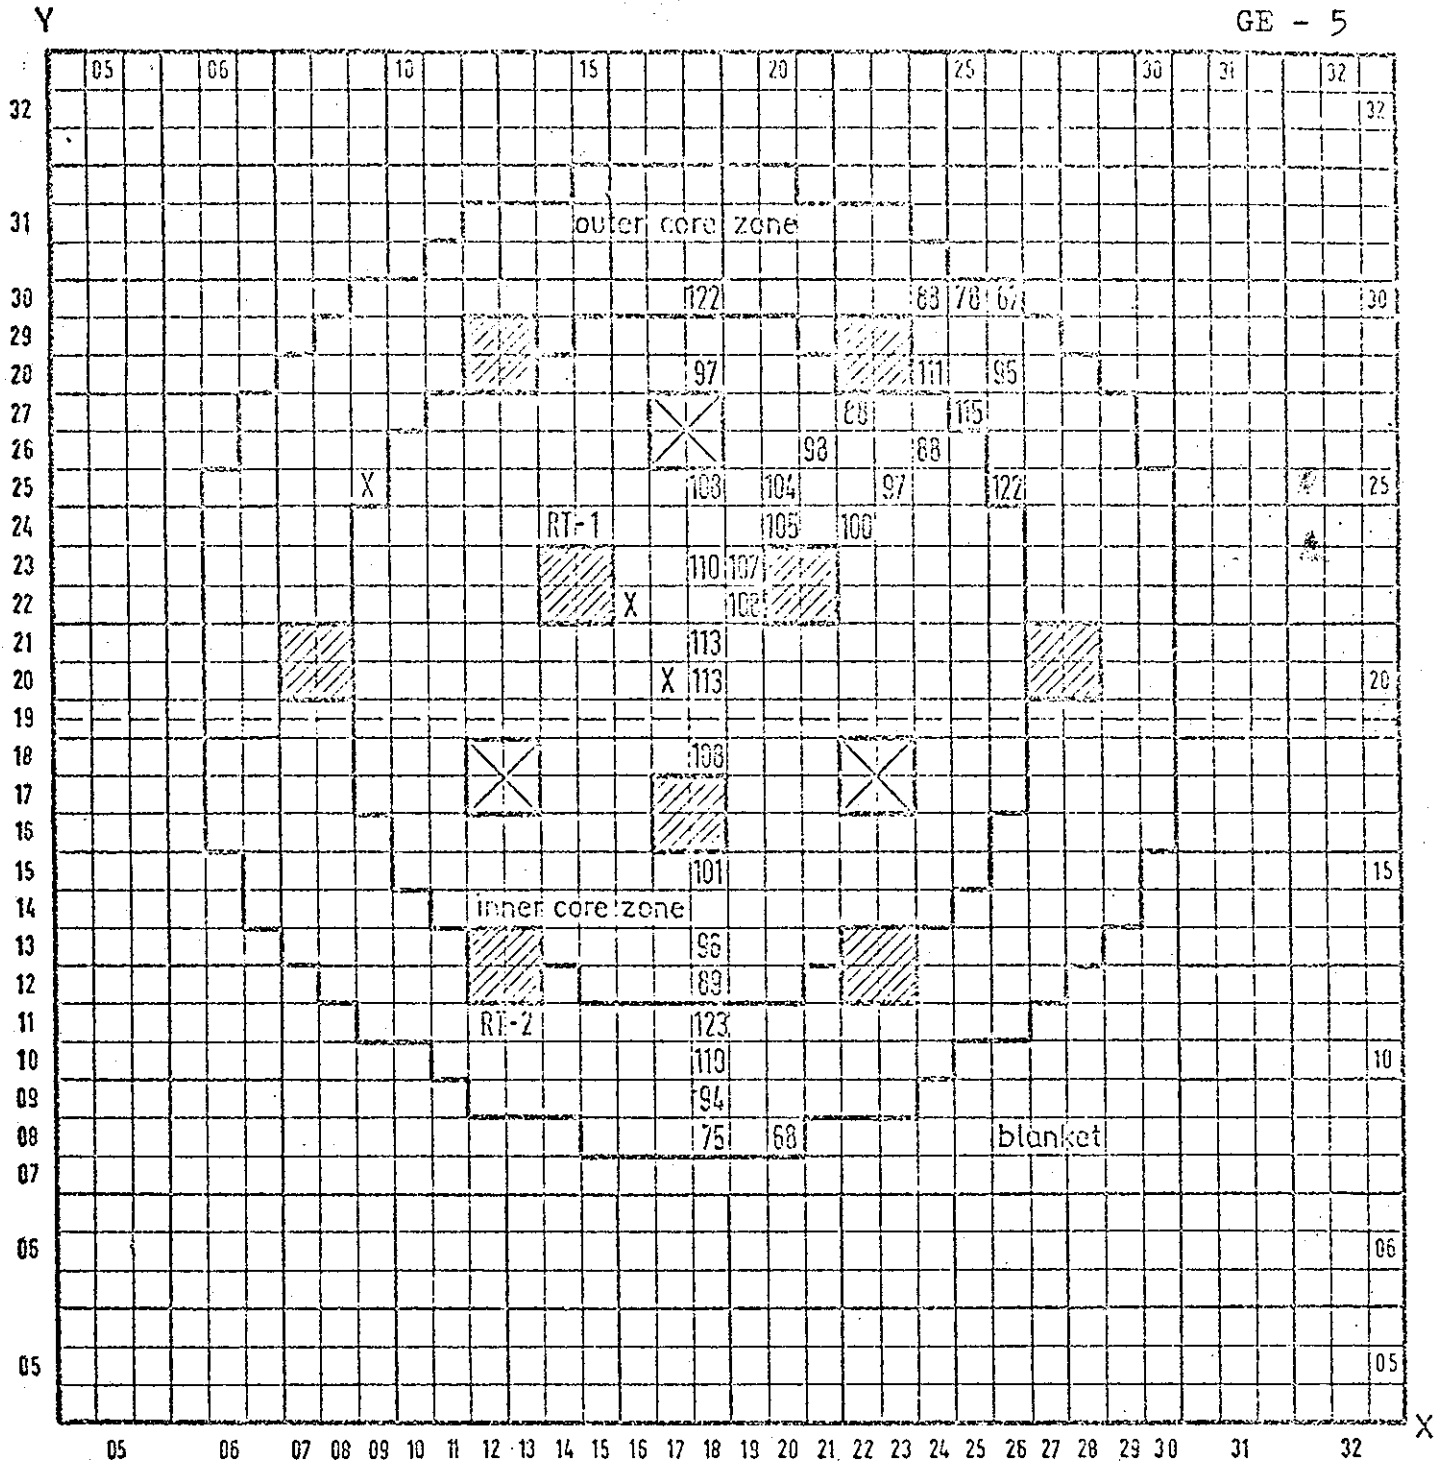 Y GE - 5
05 06 10 15 20 25 30 31 32
32 32
31 outer core zone
30 122 83 78 67 30
29
20 97 111 95
27 88 115
26 93 88
25 X 103 104 97 122 25
24 RT-1 105 100
23 110 107
22 X 102
21 113
20 X 113 20
19
18 108
17
16
15 101 15
14 inner core zone
13 96
12 89
11 RT-2 123
10 110 10
09 94
08 75 68 blanket
07
06 06
05 05
X
05 06 07 08 09 10 11 12 13 14 15 16 17 18 19 20 21 22 23 24 25 26 27 28 29 30 31 32